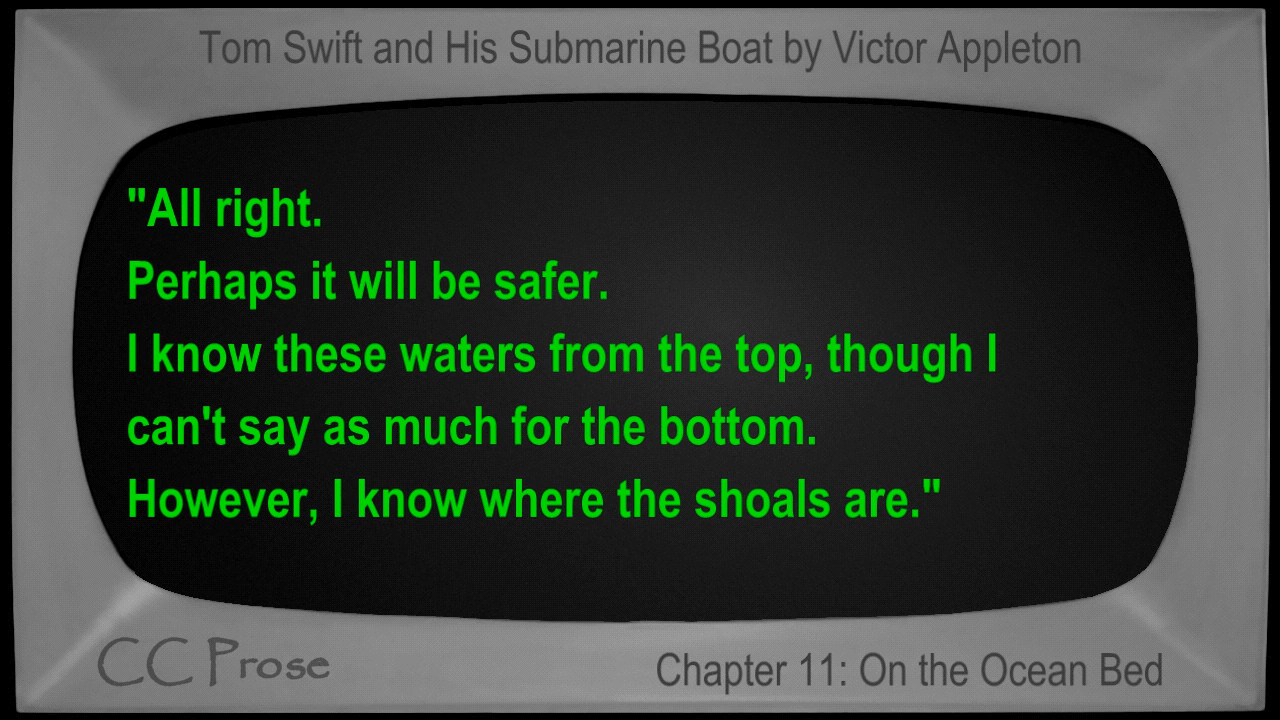 Tom Swift and His Submarine Boat by Victor Appleton
"All right.
Perhaps it will be safer.
I know these waters from the top, though I
can't say as much for the bottom.
However, I know where the shoals are."
CC Prose
Chapter 11: On the Ocean Bed